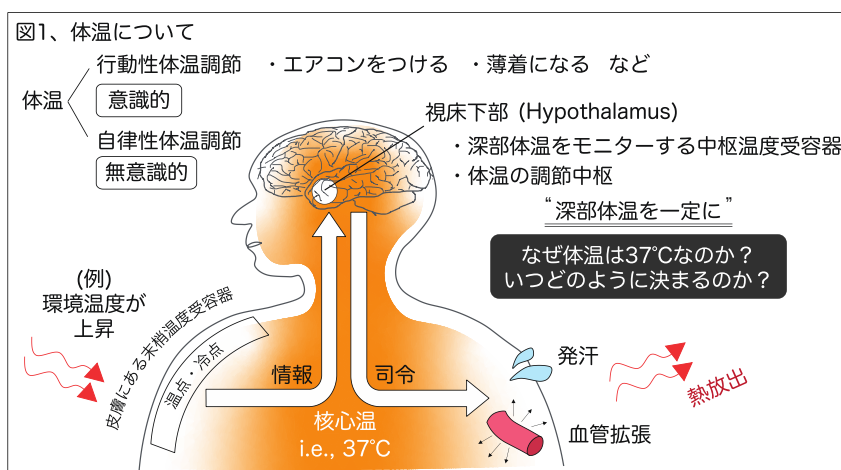 図1、体温について
行動性体温調節 ・エアコンをつける ・薄着になる など
体温
意識的
自律性体温調節
無意識的
視床下部 (Hypothalamus)
・深部体温をモニターする中枢温度受容器
・体温の調節中枢
“深部体温を一定に”
なぜ体温は37℃なのか？
いつどのように決まるのか？
(例)
環境温度が
上昇
皮膚にある末梢温度受容器
温点・冷点
情報
司令
核心温
i.e., 37℃
発汗
血管拡張
熱放出